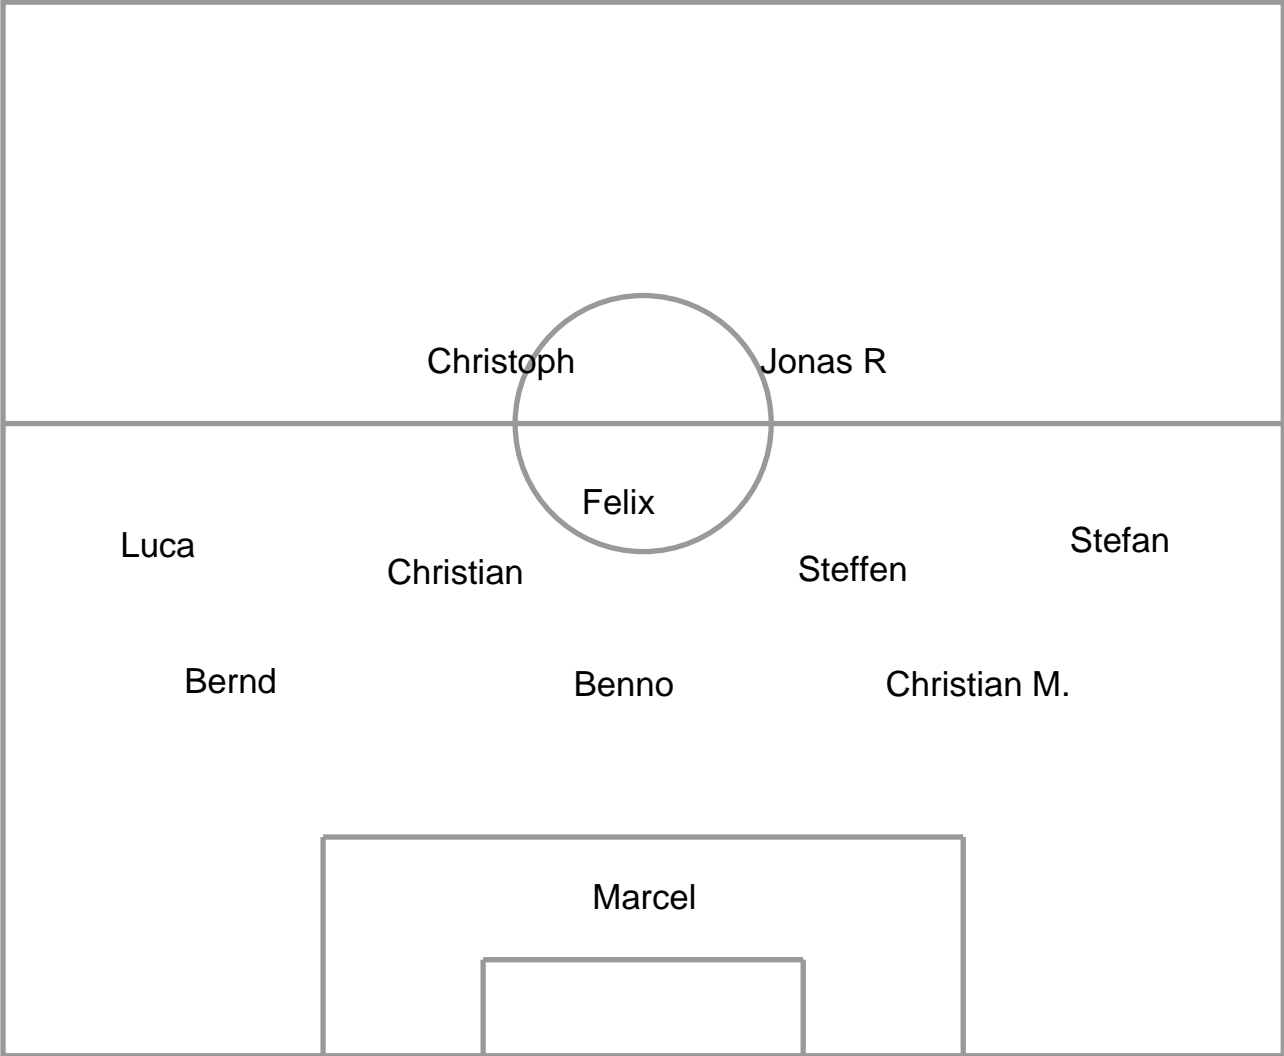 Christoph
Jonas R
Felix
Luca
Stefan
Christian
Steffen
Bernd
Benno
Christian M.
Marcel